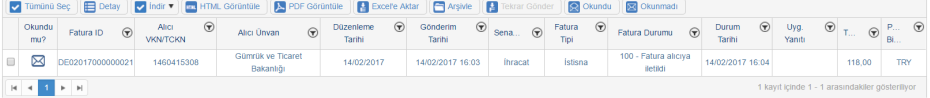 Tümünü Seç Detay İndir HTML Görüntüle PDF Görüntüle Excel'e Aktar Arşivle Tekrar Gönder Okundu Okunmadı
Okundu mu? Fatura ID Alıcı VKN/TCKN Alıcı Ünvan Düzenleme Tarihi Gönderim Tarihi Sena... Fatura Tipi Fatura Durumu Durum Tarihi Uyg. Yanıtı T... P... Bi...
DE02017000000021 1460415308 Gümrük ve Ticaret Bakanlığı 14/02/2017 14/02/2017 16:03 İhracat İstisna 100 - Fatura alıcıya iletildi 14/02/2017 16:04 118,00 TRY
1 1 kayıt içinde 1 - 1 arasındakiler gösteriliyor